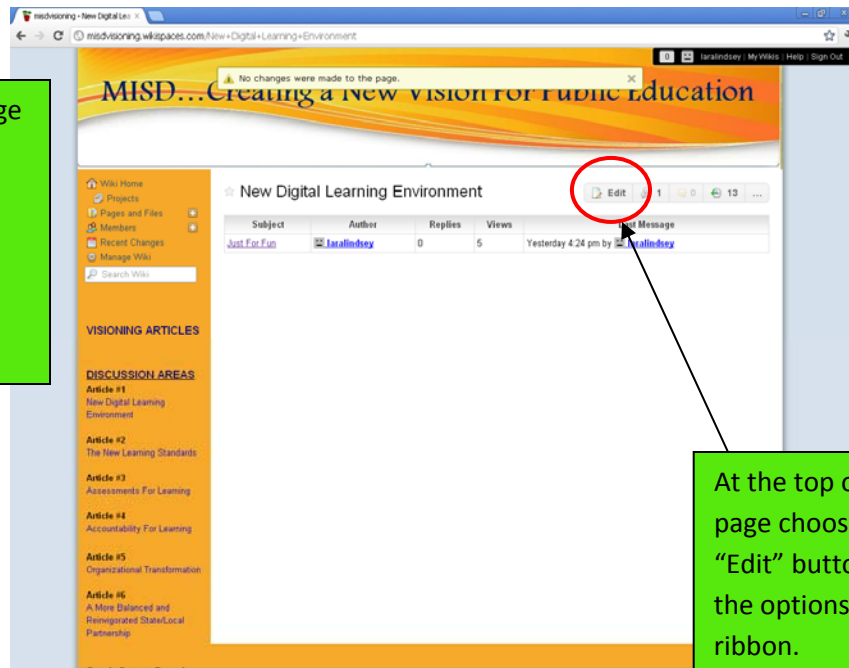 misdvisioning - New Digital Lea
misdvisioning.wikispaces.com/New+Digital+Learning+Environment
0 laralindsey | My Wikis | Help | Sign Out
No changes were made to the page.
MISD...Creating a New Vision For Public Education
Wiki Home
Projects
Pages and Files
Members
Recent Changes
Manage Wiki
Search Wiki
VISIONING ARTICLES
DISCUSSION AREAS
Article #1
New Digital Learning
Environment
Article #2
The New Learning Standards
Article #3
Assessments For Learning
Article #4
Accountability For Learning
Article #5
Organizational Transformation
Article #6
A More Balanced and
Reinvigorated State/Local
Partnership
New Digital Learning Environment
Edit 1 0 13 ...
Subject Author Replies Views Last Message
Just For Fun laralindsey 0 5 Yesterday 4:24 pm by laralindsey
At the top
page
"Edit"
the options
ribbon.